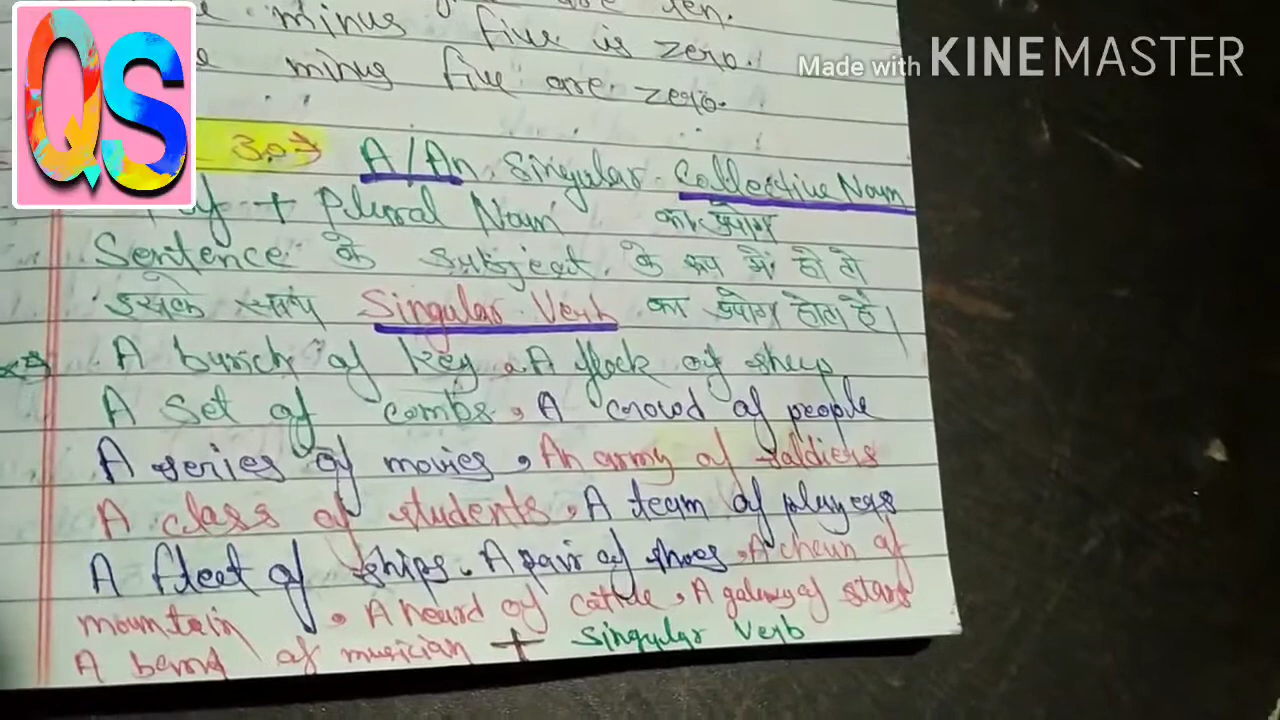 minus five is zero.
minus five are zero.
30→ A/An Singular Collective Noun
of + Plural Noun का प्रयोग
Sentence के subject के रूप में हो तो
इसके साथ Singular Verb का प्रयोग होता है।
A bunch of key, A flock of sheep
A set of combs, A crowd of people
A series of movies, An army of soldiers
A class of students, A team of players
A fleet of ships, A pair of shoes, A chain of
mountain, A heard of cattle, A galaxy of stars
A band of musician + Singular Verb
QS
Made with KINEMASTER